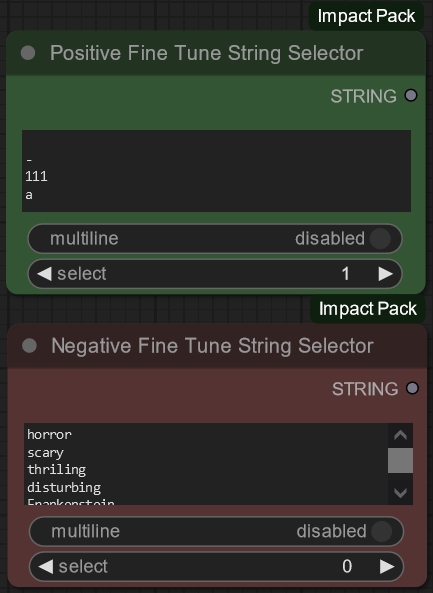 Impact Pack
Positive Fine Tune String Selector
STRING
-
111
a
multiline disabled
select 1
Impact Pack
Negative Fine Tune String Selector
STRING
horror
scary
thriling
disturbing
Frankenstein
multiline disabled
select 0